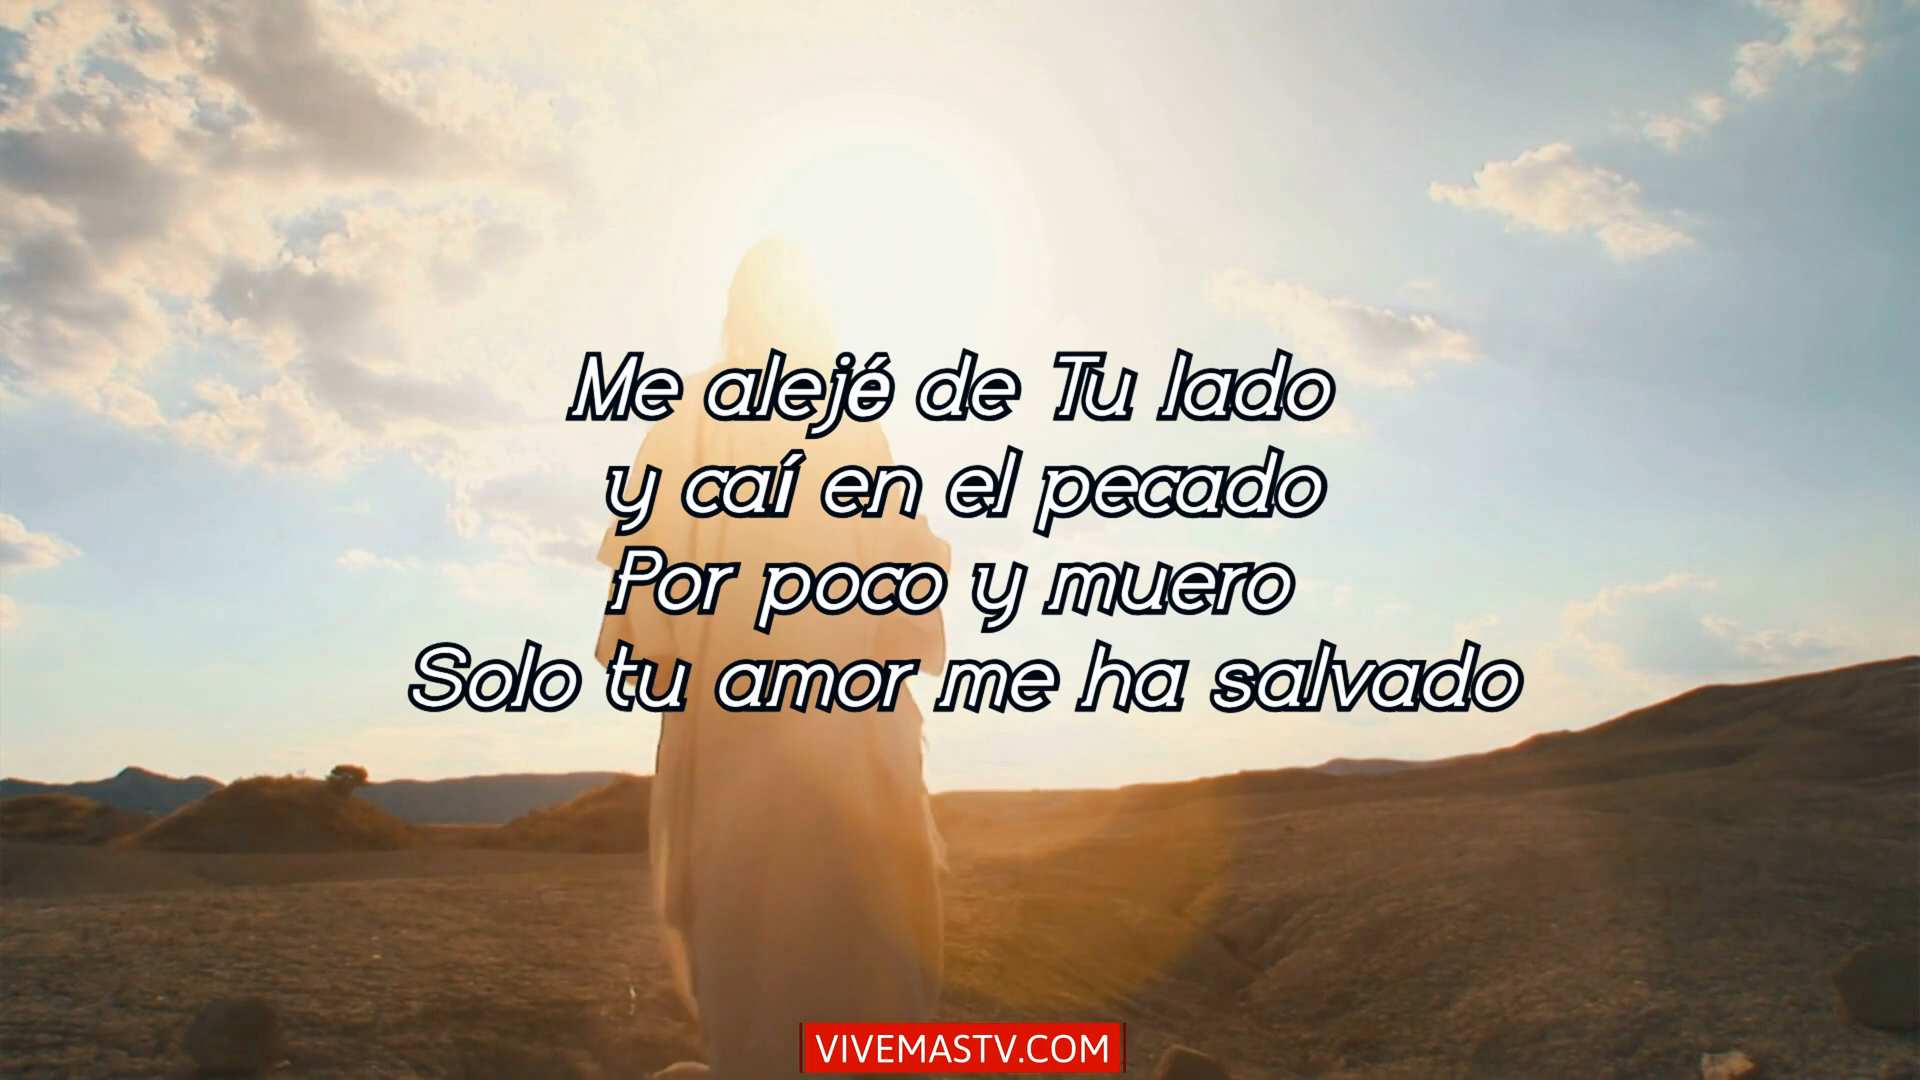 Me alejé de Tu lado
y caí en el pecado
Por poco y muero
Solo tu amor me ha salvado
VIVEMASTV.COM